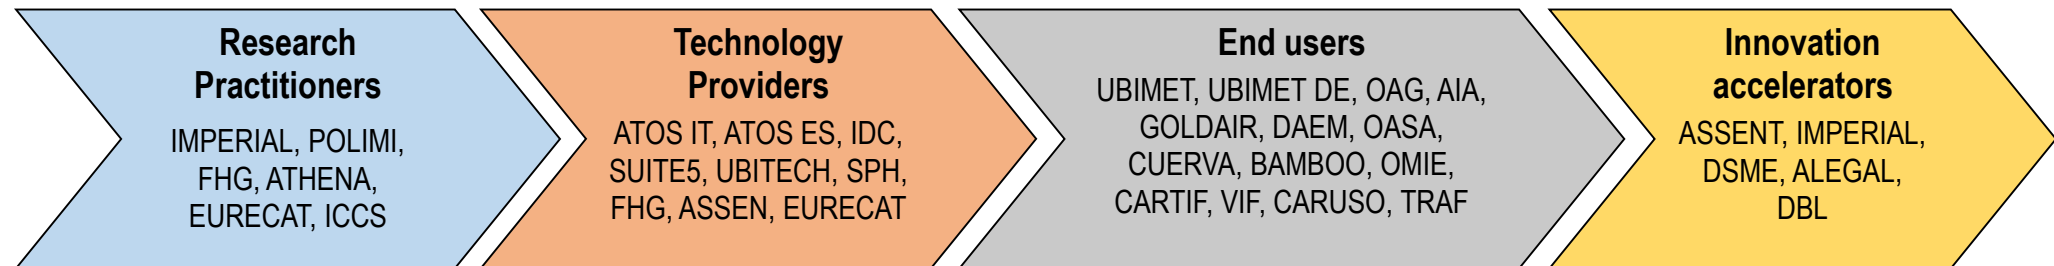 Research
Practitioners
IMPERIAL, POLIMI,
FHG, ATHENA,
EURECAT, ICCS
Technology
Providers
ATOS IT, ATOS ES, IDC,
SUITE5, UBITECH, SPH,
FHG, ASSEN, EURECAT
End users
UBIMET, UBIMET DE, OAG, AIA,
GOLDAIR, DAEM, OASA,
CUERVA, BAMBOO, OMIE,
CARTIF, VIF, CARUSO, TRAF
Innovation
accelerators
ASSENT, IMPERIAL,
DSME, ALEGAL,
DBL